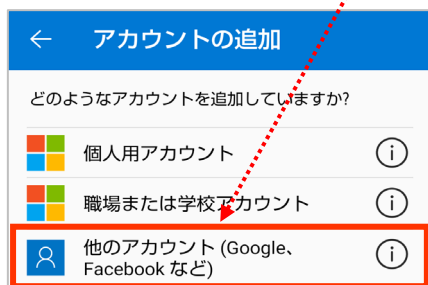 アカウントの追加
どのようなアカウントを追加していますか?
個人用アカウント
職場または学校アカウント
他のアカウント (Google、
Facebook など)